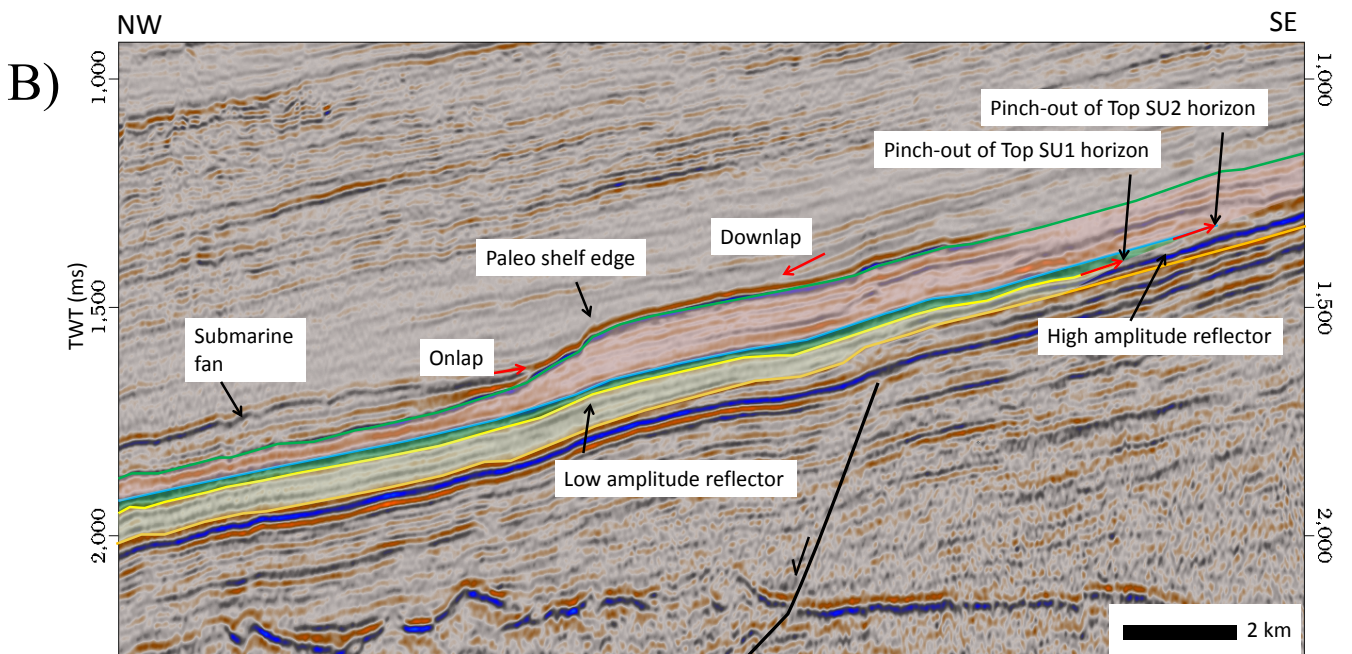 NW
SE
B)
1,000
1,000
Pinch-out of Top SU2 horizon
Pinch-out of Top SU1 horizon
Downlap
Paleo shelf edge
TWT (ms)
1,500
1,500
Submarine
fan
Onlap
High amplitude reflector
Low amplitude reflector
2,000
2,000
2 km